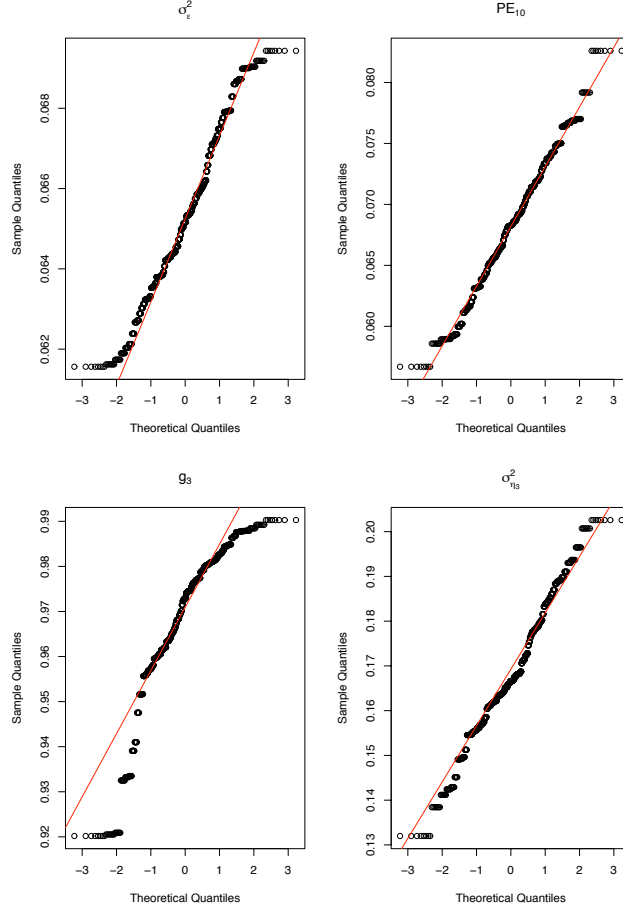 σ²_ε
PE₁₀
Sample Quantiles
0.062 0.064 0.066 0.068
−3 −2 −1 0 1 2 3
Theoretical Quantiles
Sample Quantiles
0.060 0.065 0.070 0.075 0.080
−3 −2 −1 0 1 2 3
Theoretical Quantiles
g₃
σ²_η₃
Sample Quantiles
0.92 0.93 0.94 0.95 0.96 0.97 0.98 0.99
−3 −2 −1 0 1 2 3
Theoretical Quantiles
Sample Quantiles
0.13 0.14 0.15 0.16 0.17 0.18 0.19 0.20
−3 −2 −1 0 1 2 3
Theoretical Quantiles